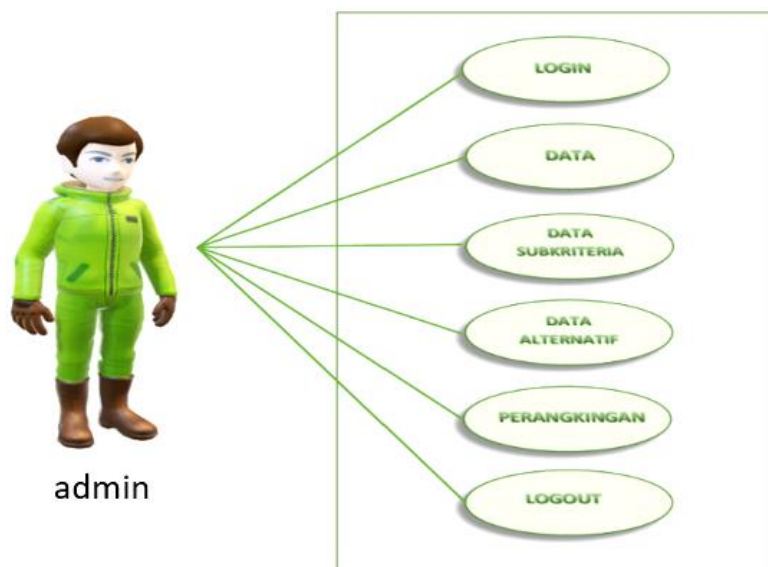 LOGIN
DATA
DATA
SUBKRITERIA
DATA
ALTERNATIF
PERANGKINGAN
LOGOUT
admin